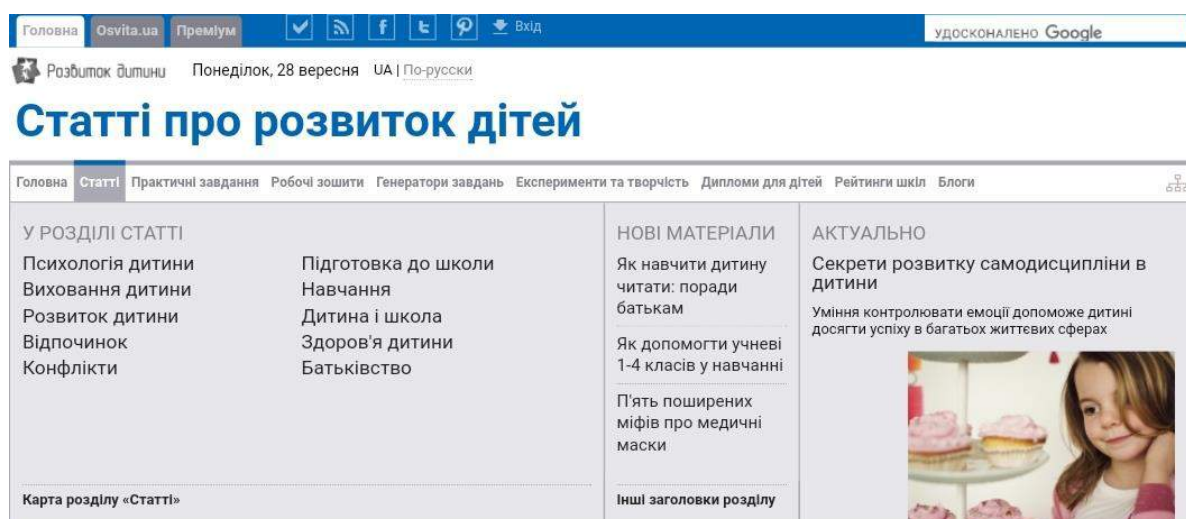 Головна Osvita.ua Преміум Вхід
удосконалено Google
Розвиток дитини Понеділок, 28 вересня UA | По-русски
Статті про розвиток дітей
Головна Статті Практичні завдання Робочі зошити Генератори завдань Експерименти та творчість Дипломи для дітей Рейтинги шкіл Блоги
У РОЗДІЛІ СТАТТІ
Психологія дитини
Виховання дитини
Розвиток дитини
Відпочинок
Конфлікти
Підготовка до школи
Навчання
Дитина і школа
Здоров'я дитини
Батьківство
Карта розділу «Статті»
НОВІ МАТЕРІАЛИ
Як навчити дитину
читати: поради
батькам
Як допомогти учневі
1-4 класів у навчанні
П'ять поширених
міфів про медичні
маски
Інші заголовки розділу
АКТУАЛЬНО
Секрети розвитку самодисципліни в
дитини
Уміння контролювати емоції допоможе дитині
досягти успіху в багатьох життєвих сферах